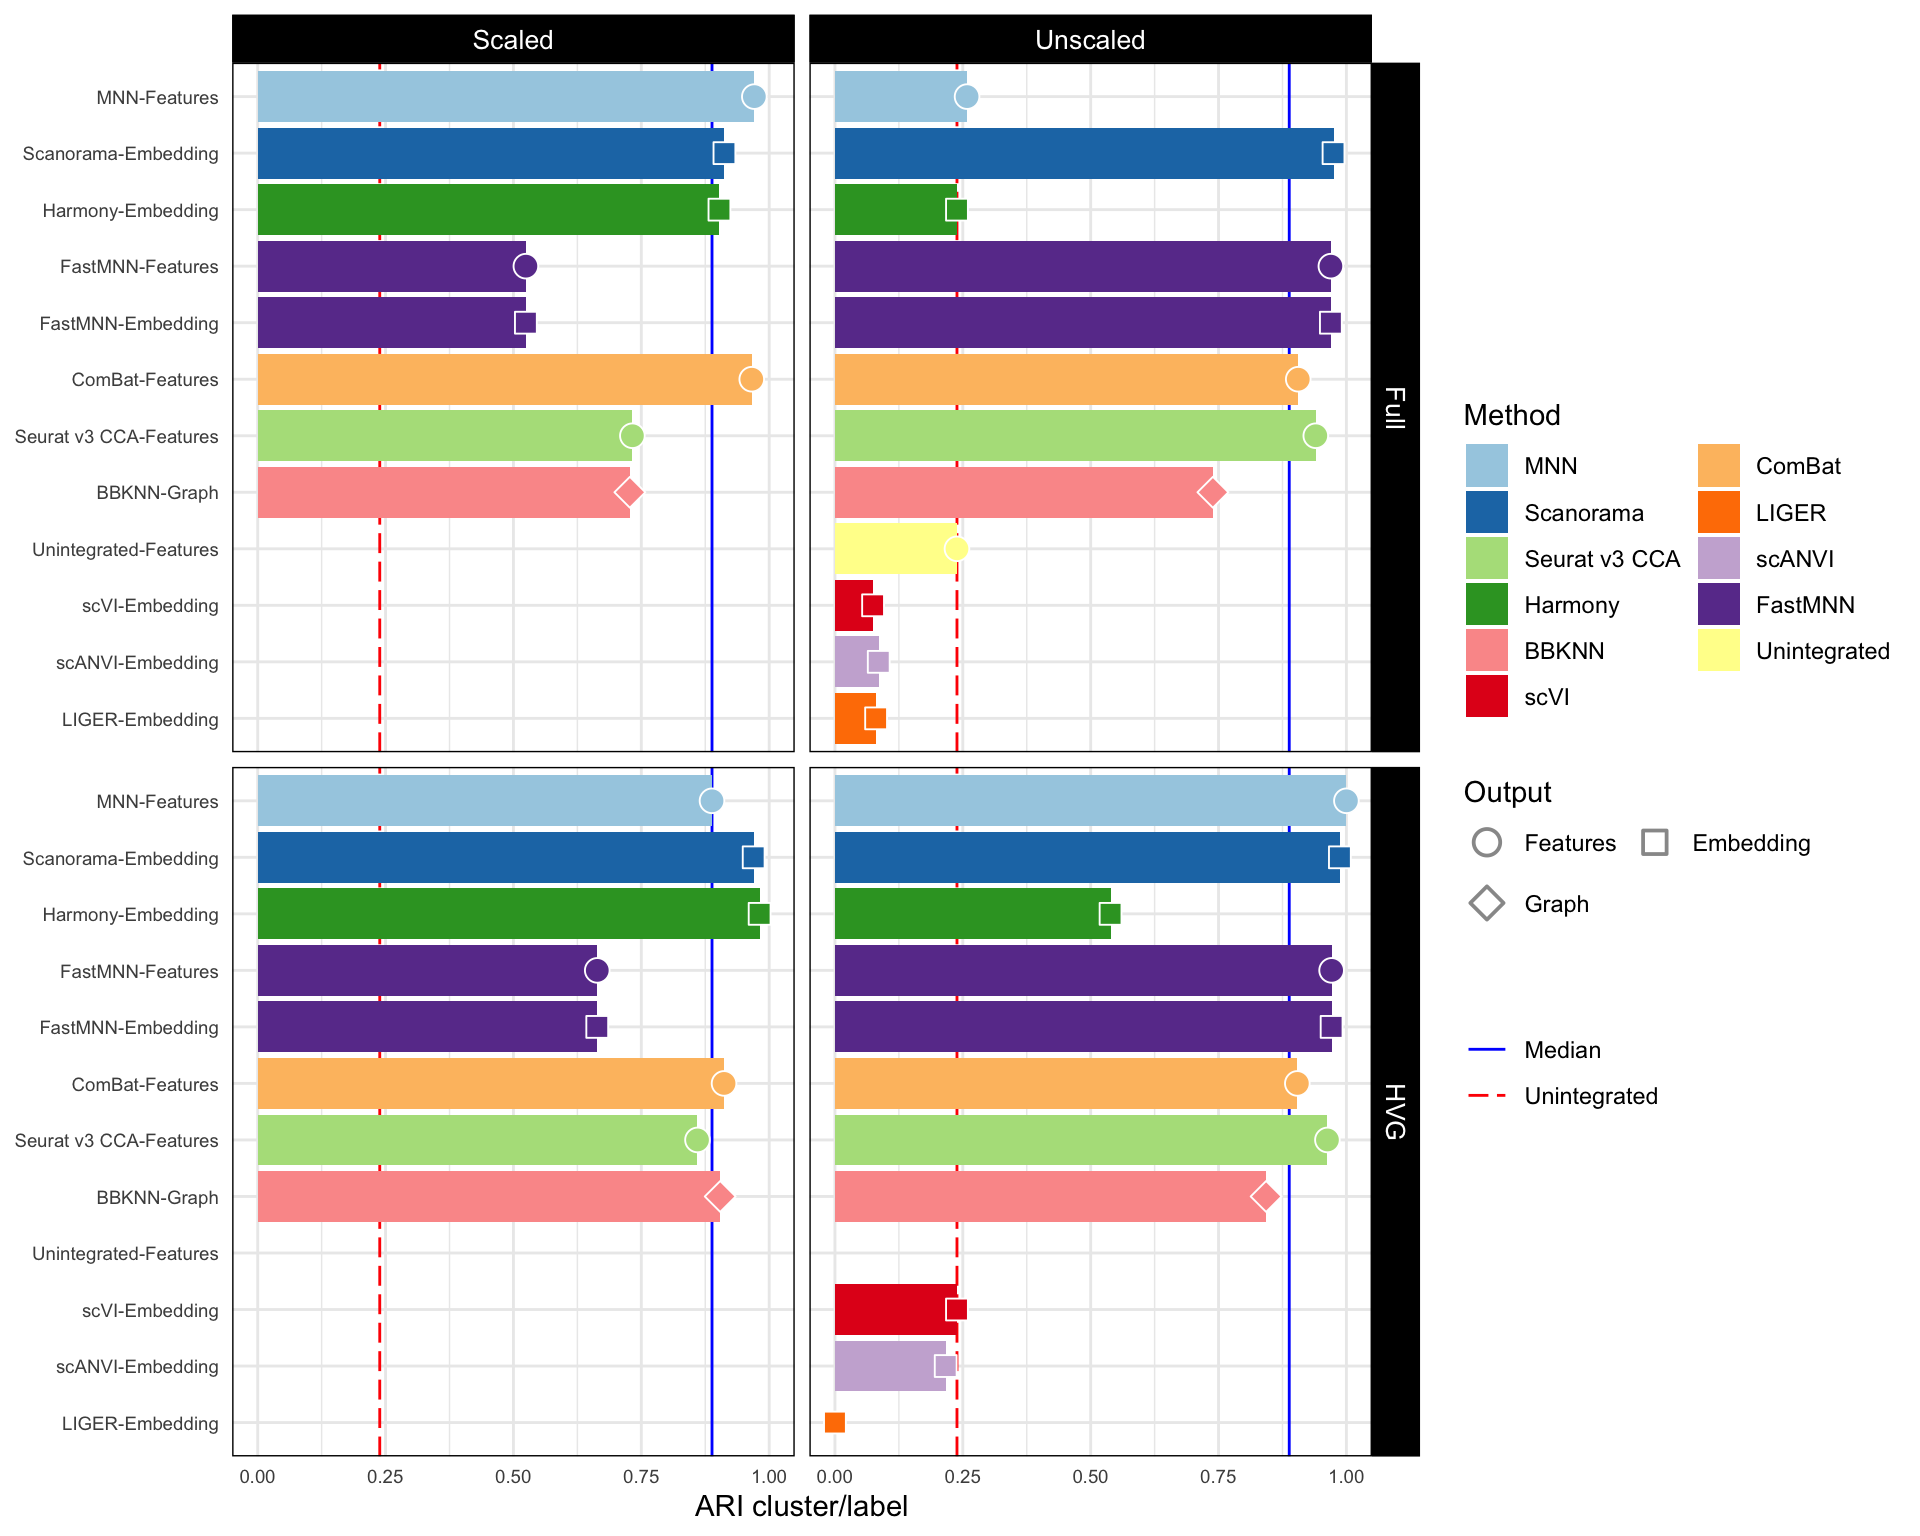 Scaled
Unscaled
MNN-Features
Scanorama-Embedding
Harmony-Embedding
FastMNN-Features
FastMNN-Embedding
ComBat-Features
Seurat v3 CCA-Features
BBKNN-Graph
Unintegrated-Features
scVI-Embedding
scANVI-Embedding
LIGER-Embedding
Full
MNN-Features
Scanorama-Embedding
Harmony-Embedding
FastMNN-Features
FastMNN-Embedding
ComBat-Features
Seurat v3 CCA-Features
BBKNN-Graph
Unintegrated-Features
scVI-Embedding
scANVI-Embedding
LIGER-Embedding
HVG
0.00 0.25 0.50 0.75 1.00
0.00 0.25 0.50 0.75 1.00
ARI cluster/label
Method
MNN ComBat
Scanorama LIGER
Seurat v3 CCA scANVI
Harmony FastMNN
BBKNN Unintegrated
scVI
Output
Features Embedding
Graph
Median
Unintegrated